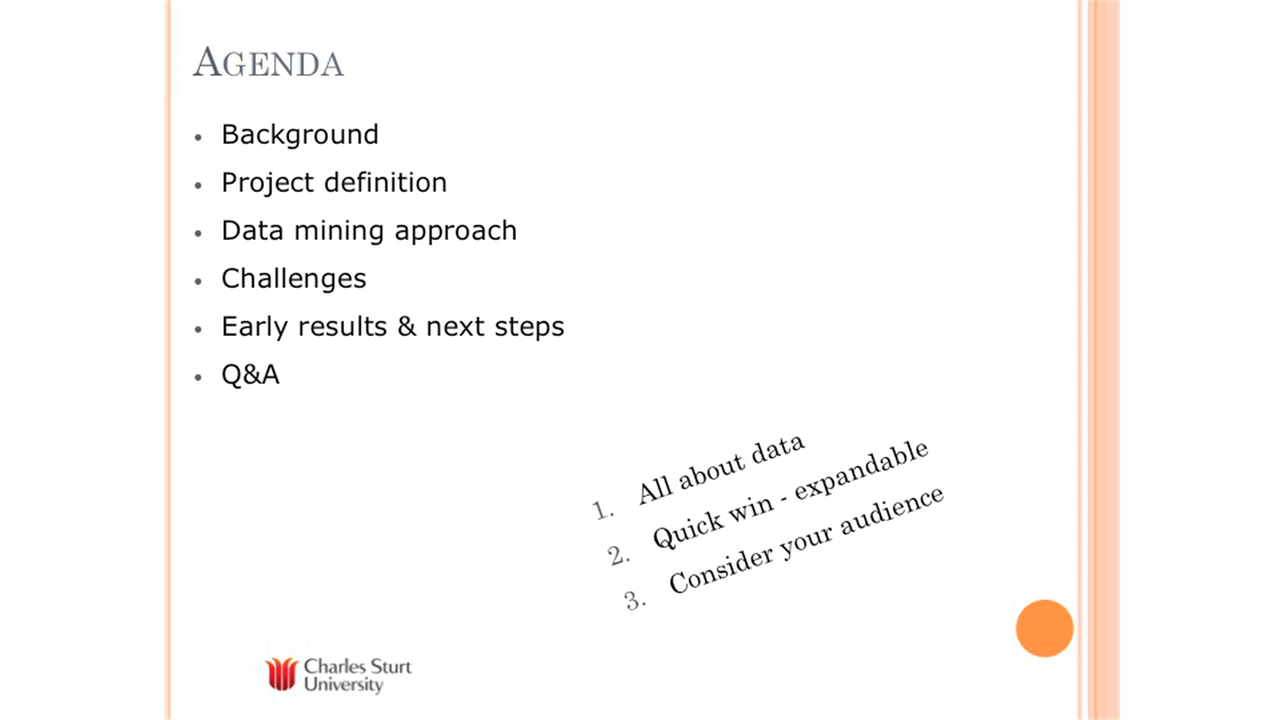 AGENDA
• Background
• Project definition
• Data mining approach
• Challenges
• Early results & next steps
• Q&A
1. All about data
2. Quick win - expandable
3. Consider your audience
Charles Sturt
University